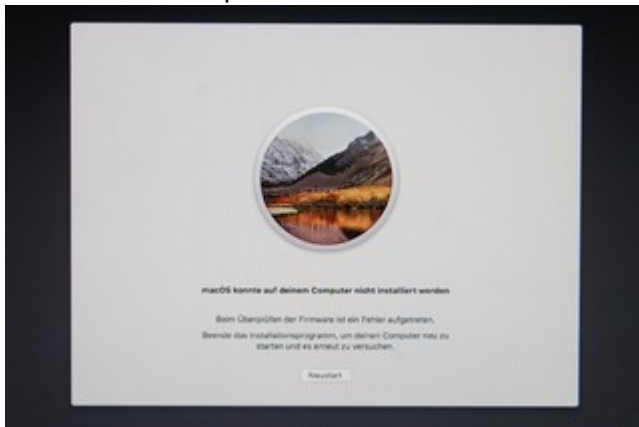 macOS konnte auf deinem Computer nicht installiert werden
Beim Überprüfen der Firmware ist ein Fehler aufgetreten.
Beende das Installationsprogramm, um deinen Computer neu zu
starten und es erneut zu versuchen.
Neustart